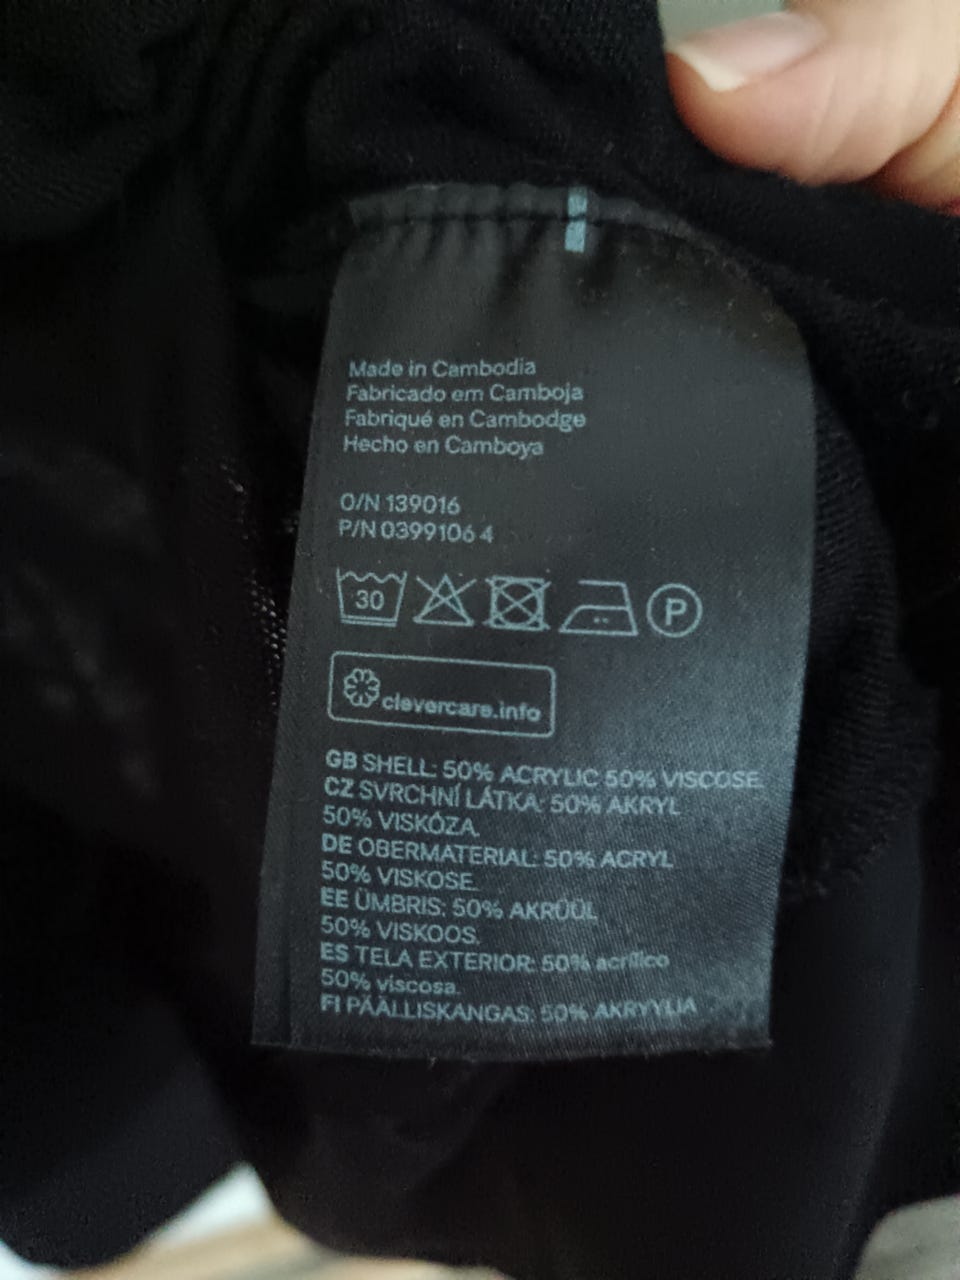 Made in Cambodia
Fabricado em Camboja
Fabriqué en Cambodge
Hecho en Camboya
O/N 139016
P/N 0399106 4
30
P
clevercare.info
GB SHELL: 50% ACRYLIC 50% VISCOSE.
CZ SVRCHNÍ LÁTKA: 50% AKRYL
50% VISKÓZA.
DE OBERMATERIAL: 50% ACRYL
50% VISKOSE.
EE ÜMBRIS: 50% AKRÜÜL
50% VISKOOS.
ES TELA EXTERIOR: 50% acrílico
50% viscosa.
FI PÄÄLLISKANGAS: 50% AKRYYLIA